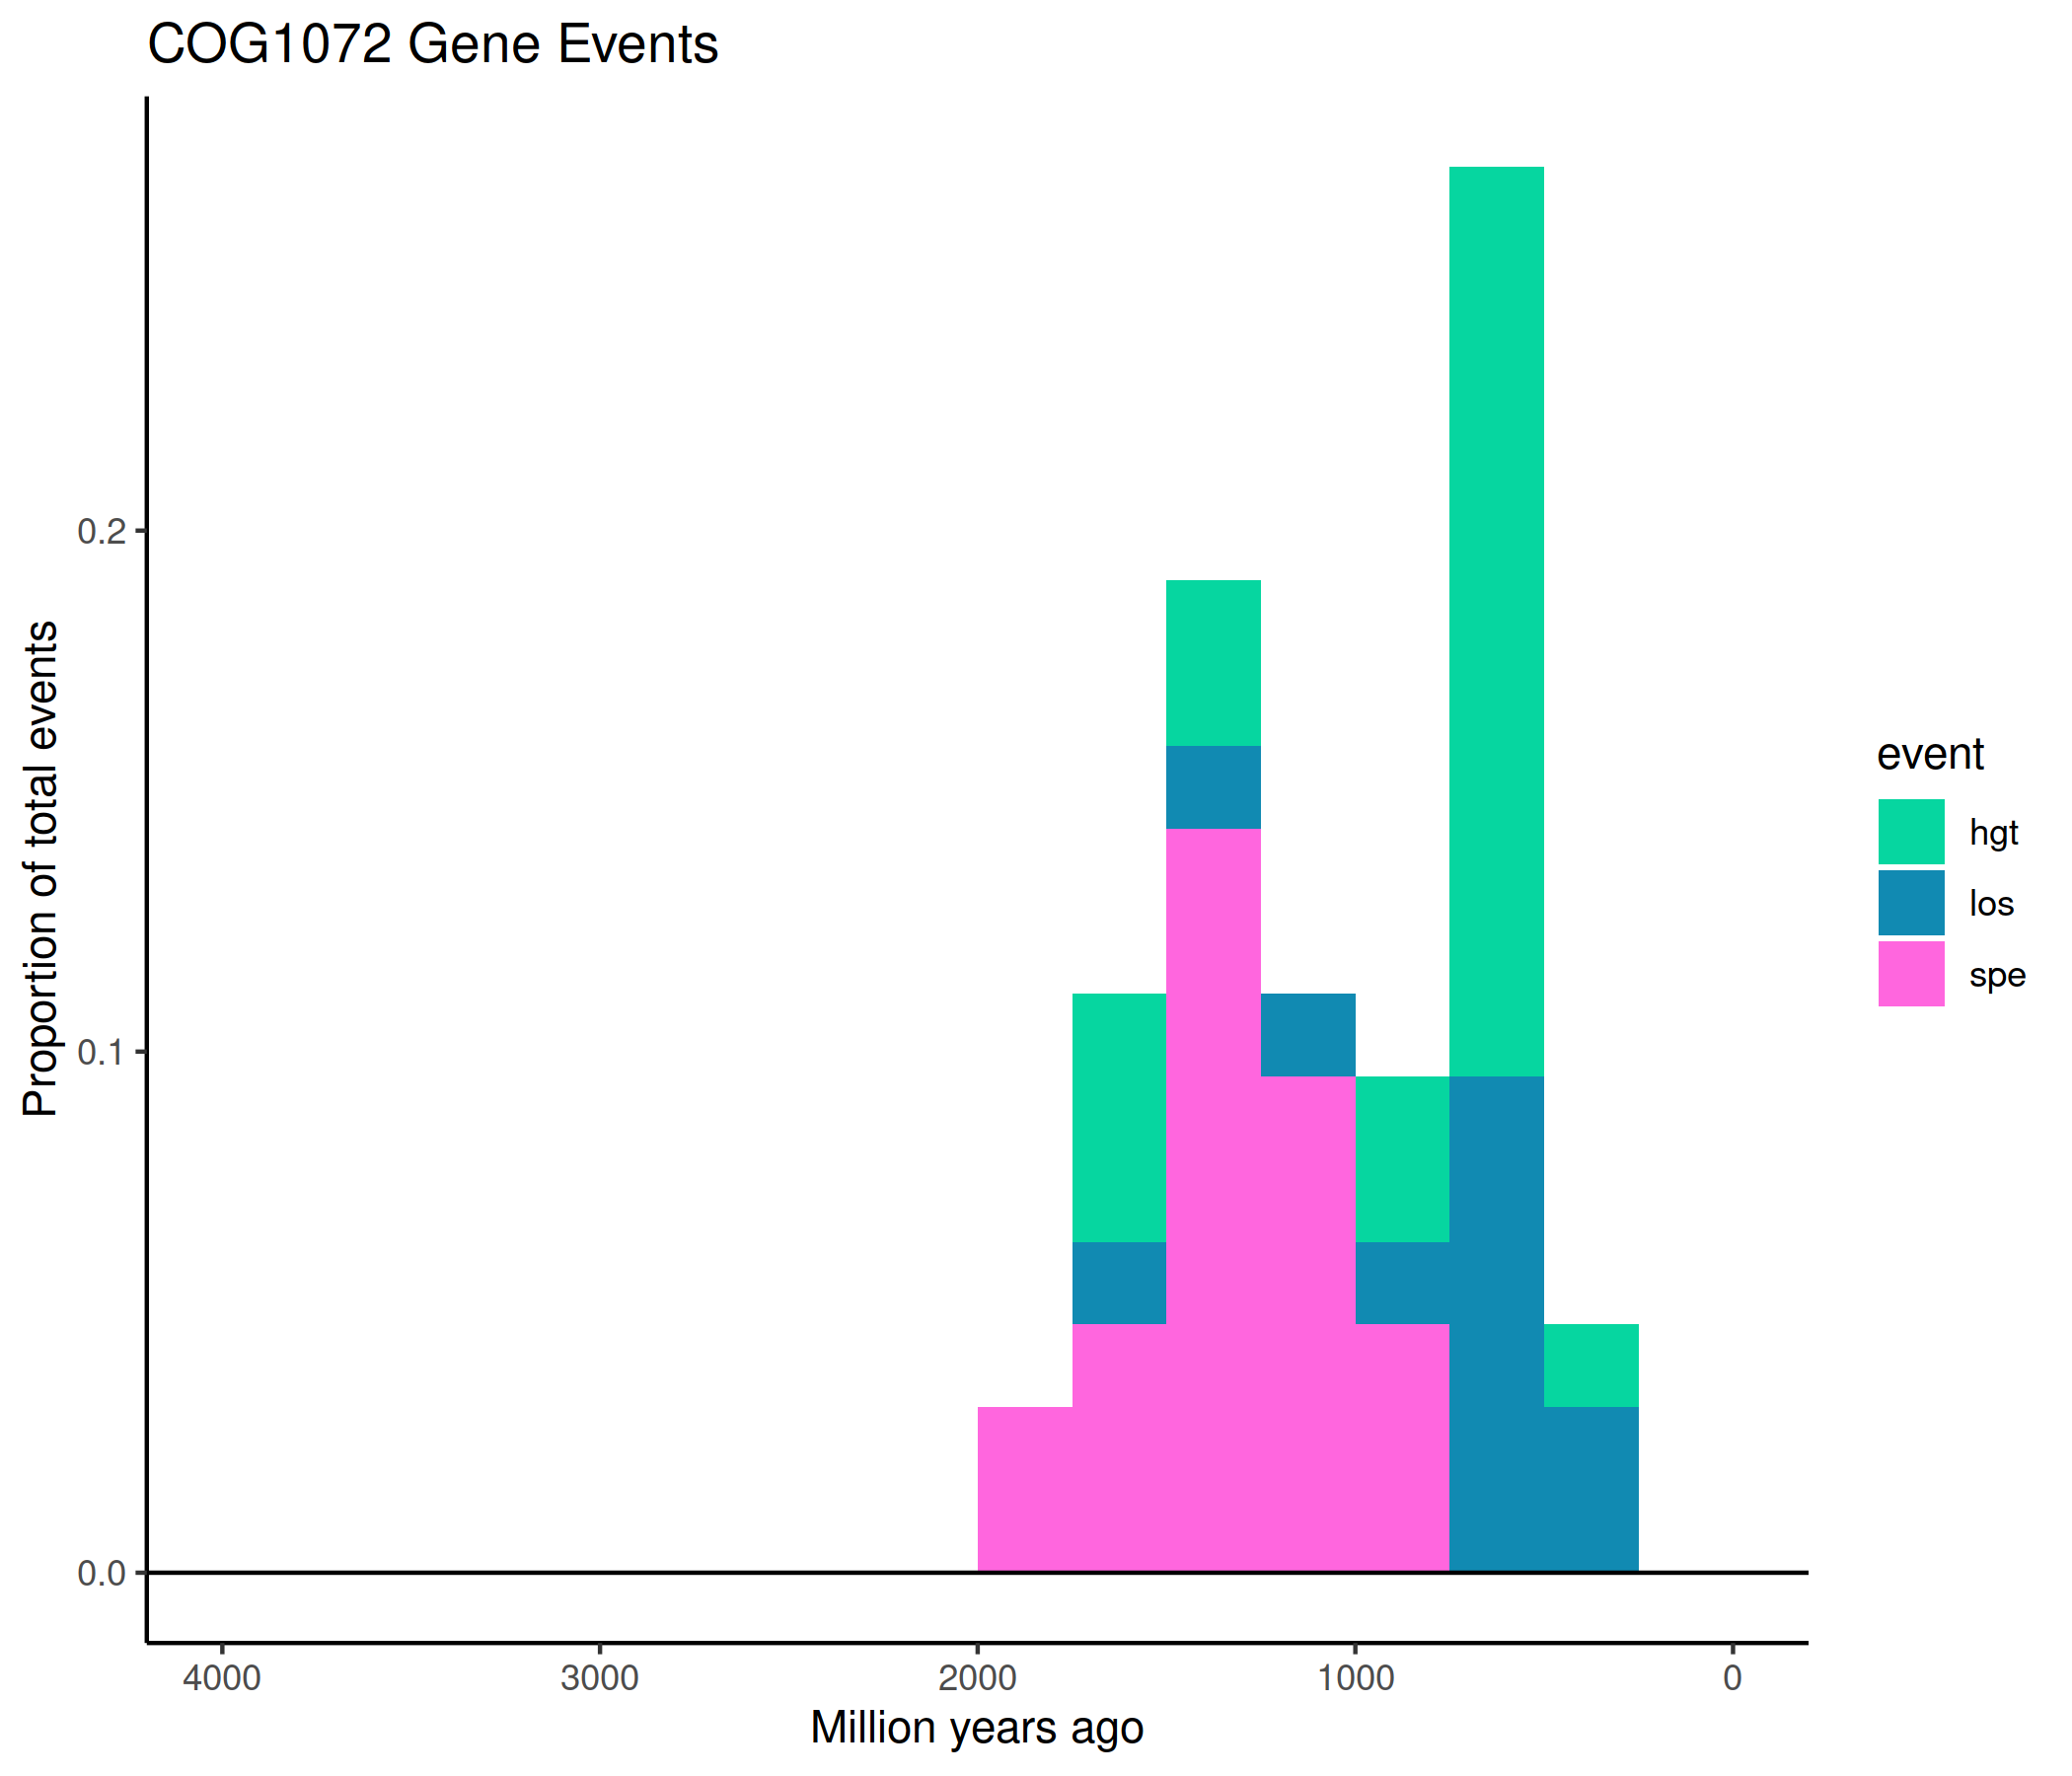 COG1072 Gene Events
Proportion of total events
0.2
0.1
0.0
4000 3000 2000 1000 0
Million years ago
event
hgt
los
spe